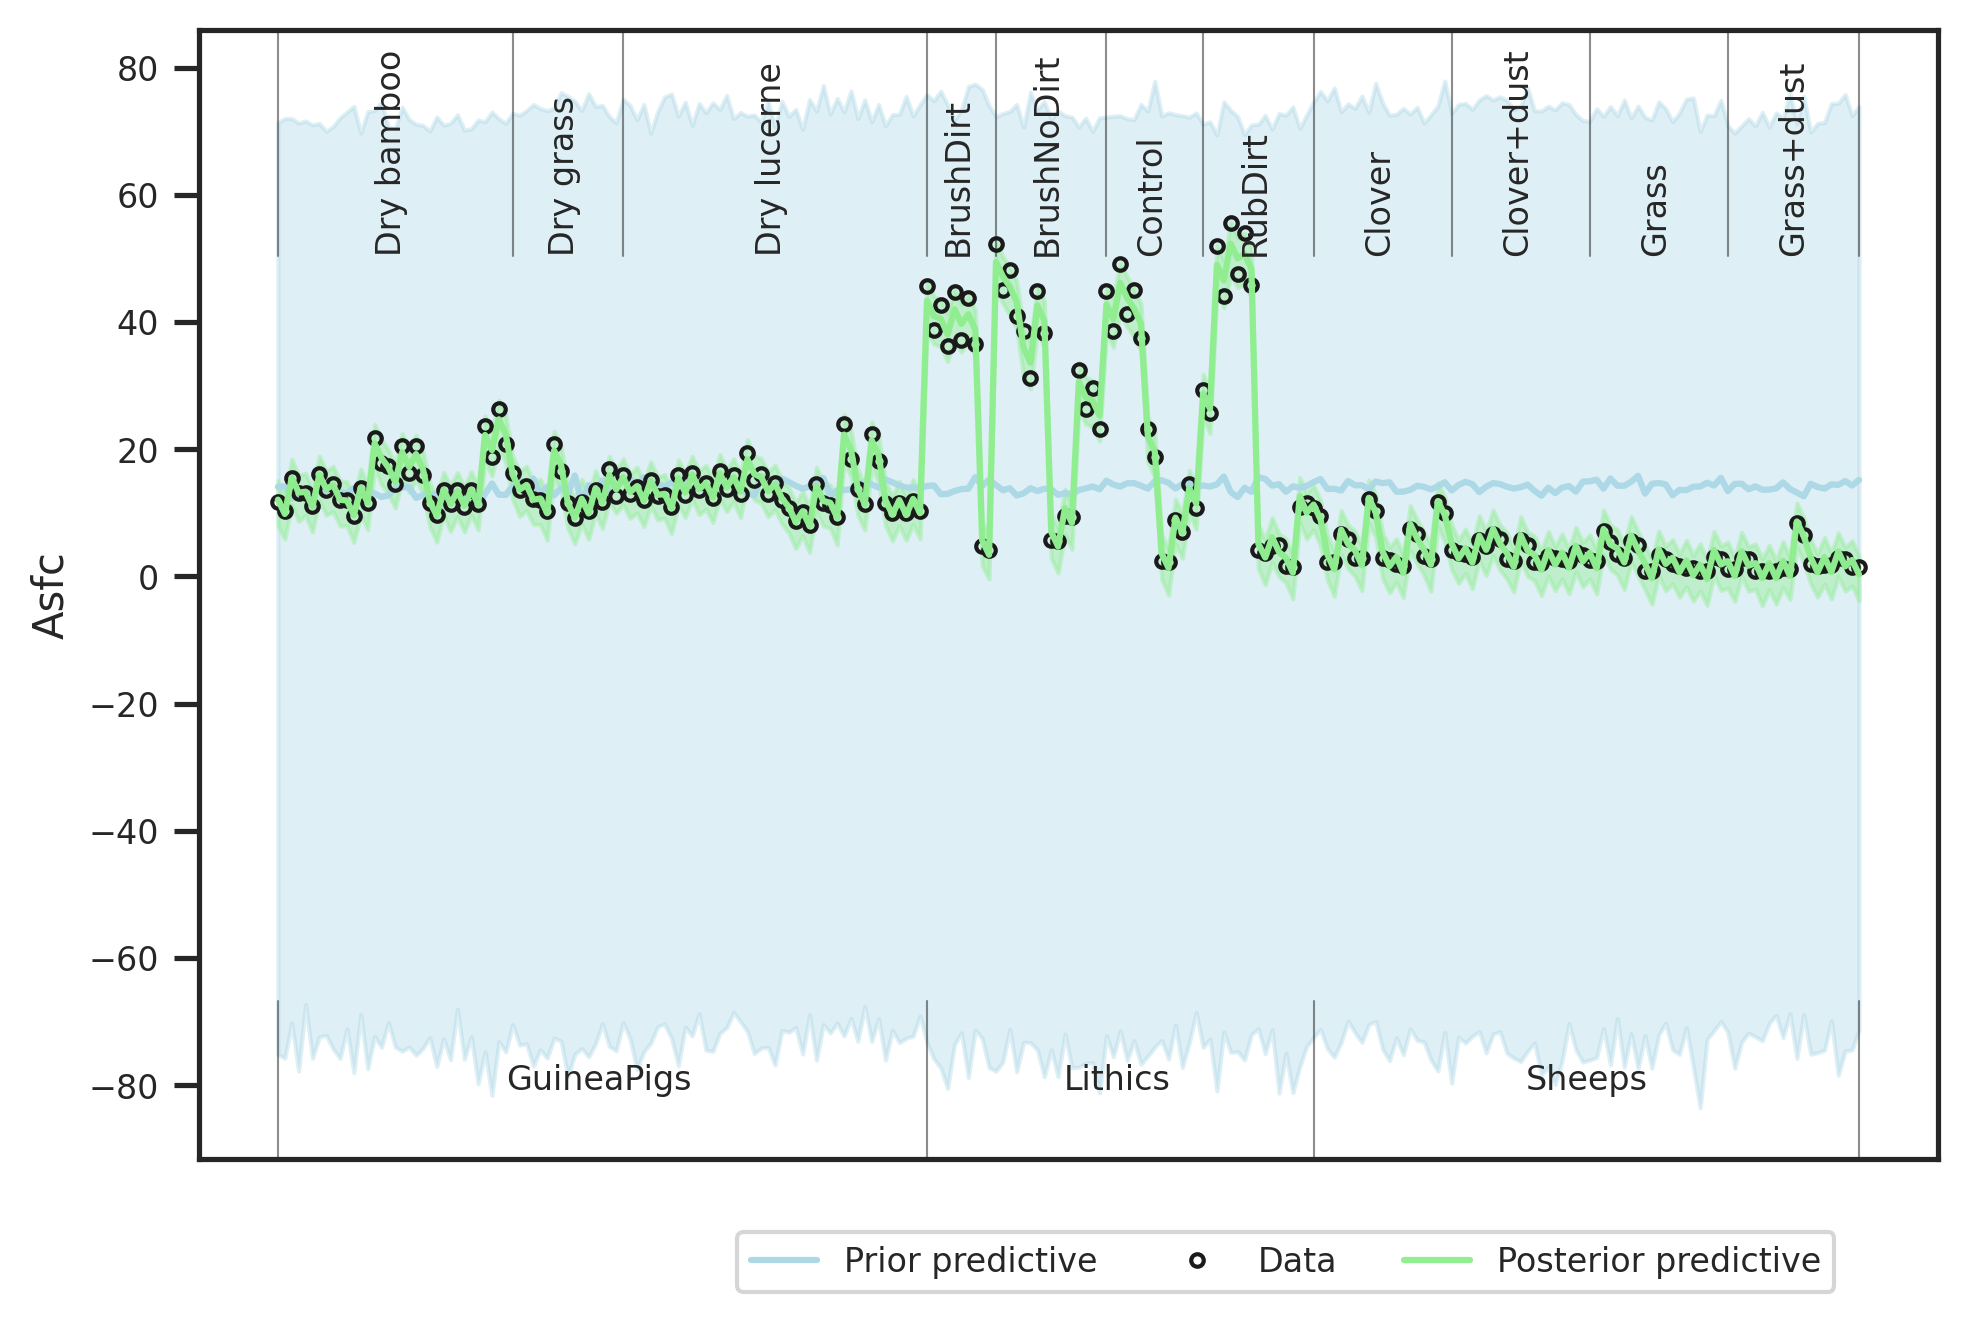 Asfc
80
60
40
20
0
−20
−40
−60
−80
Dry bamboo
Dry grass
Dry lucerne
BrushDirt
BrushNoDirt
Control
RubDirt
Clover
Clover+dust
Grass
Grass+dust
GuineaPigs
Lithics
Sheeps
Prior predictive
Data
Posterior predictive